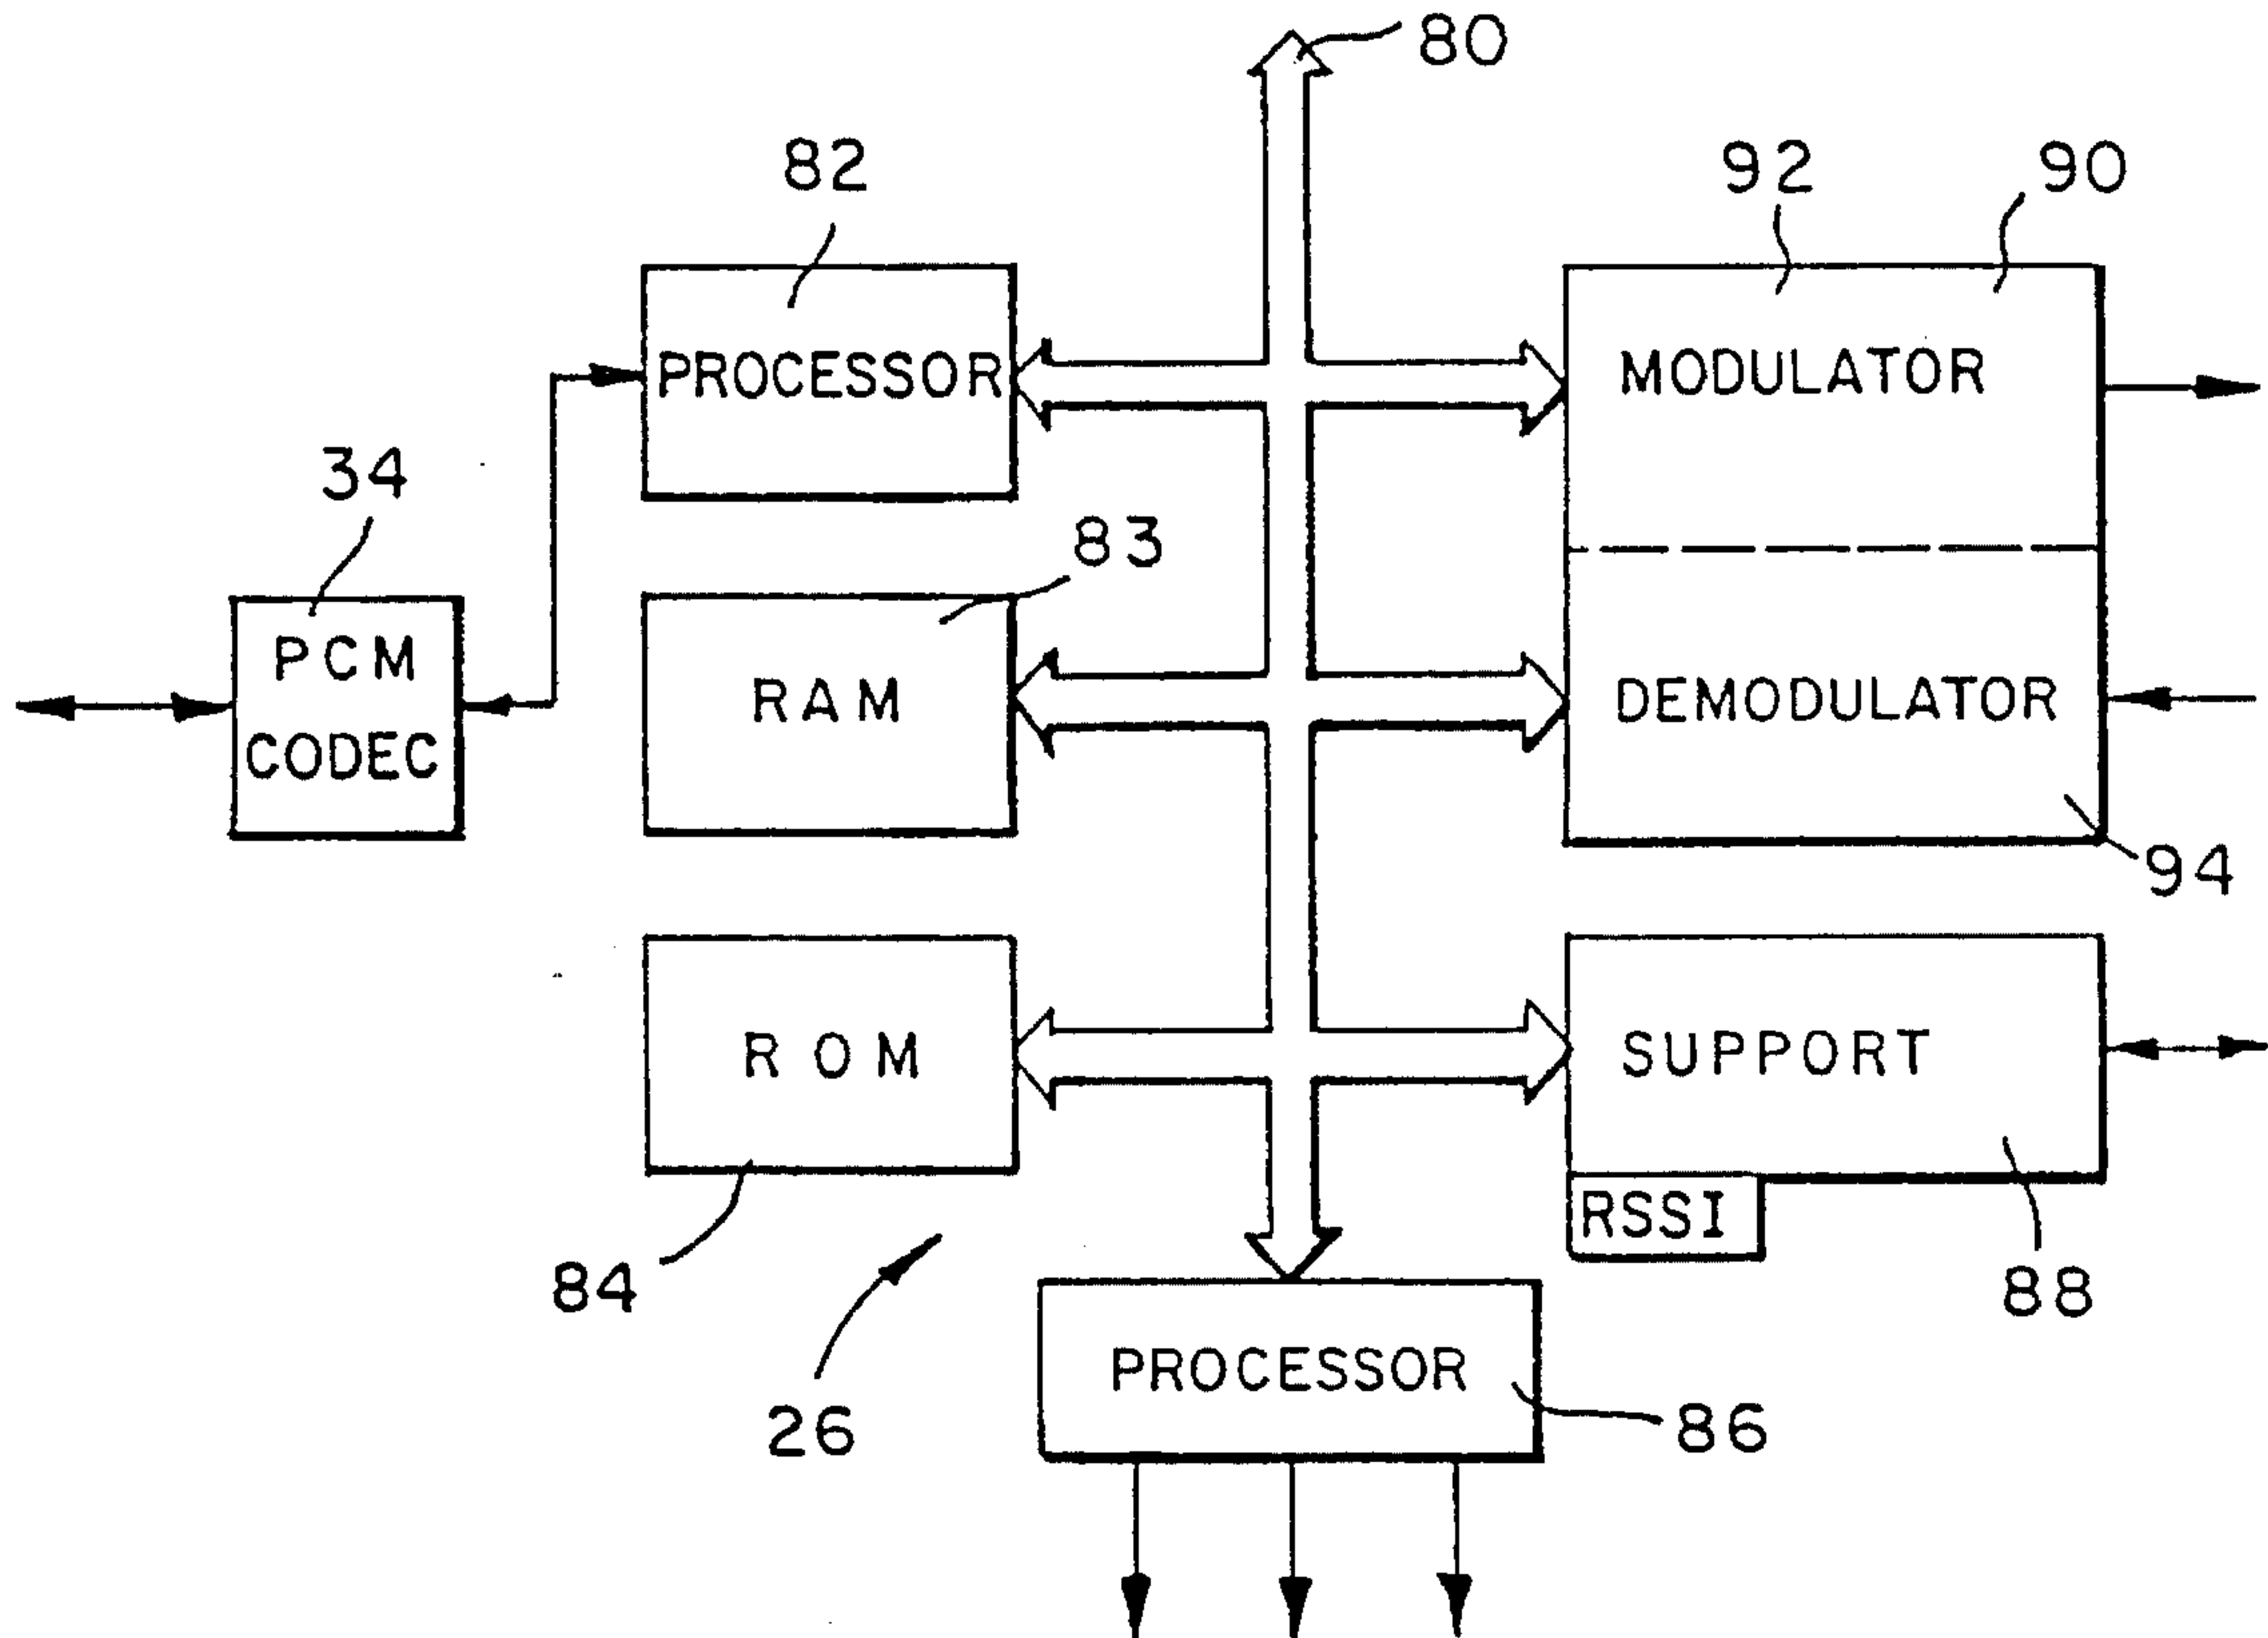 80
82
92
90
PROCESSOR
MODULATOR
34
83
PCM
CODEC
RAM
DEMODULATOR
94
ROM
SUPPORT
RSSI
84
88
PROCESSOR
26
86